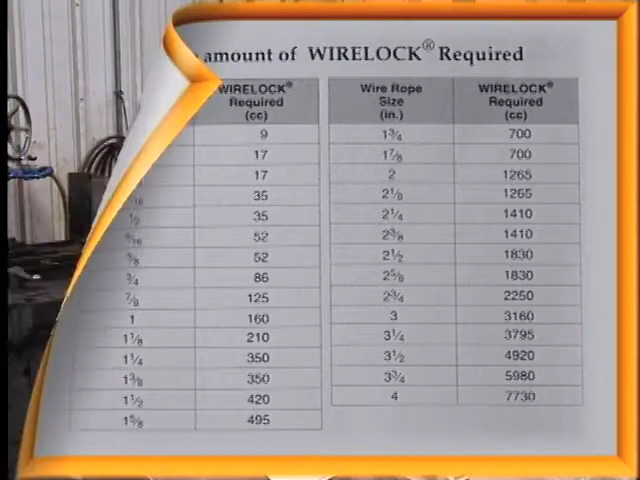 amount of WIRELOCK® Required
WIRELOCK® Required (cc) Wire Rope Size (in.) WIRELOCK® Required (cc)
9 1¾ 700
17 1⅞ 700
17 2 1265
35 2⅛ 1265
½ 35 2¼ 1410
52 2⅜ 1410
⅝ 52 2½ 1830
¾ 86 2⅝ 1830
⅞ 125 2¾ 2250
1 160 3 3160
1⅛ 210 3¼ 3795
1¼ 350 3½ 4920
1⅜ 350 3¾ 5980
1½ 420 4 7730
1⅝ 495